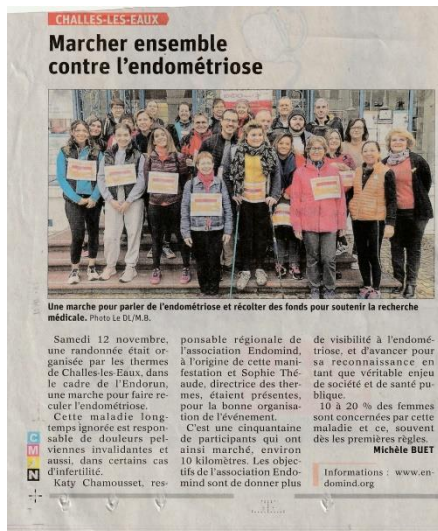 CHALLES-LES-EAUX
Marcher ensemble
contre l'endométriose
Une marche pour parler de l'endométriose et récolter des fonds pour soutenir la recherche
médicale. Photo Le DL/M.B.
Samedi 12 novembre,
une randonnée était or-
ganisée par les thermes
de Challes-les-Eaux, dans
le cadre de l'Endorun,
une marche pour faire re-
culer l'endométriose.
Cette maladie long-
temps ignorée est respon-
sable de douleurs pel-
viennes invalidantes et
aussi, dans certains cas
d'infertilité.
Katy Chamousset, res-
ponsable régionale de
l'association Endomind,
à l'origine de cette mani-
festation et Sophie Thé-
aude, directrice des ther-
mes, étaient présentes,
pour la bonne organisa-
tion de l'événement.
C'est une cinquantaine
de participants qui ont
ainsi marché, environ
10 kilomètres. Les objec-
tifs de l'association Endo-
mind sont de donner plus
de visibilité à l'endomé-
triose, et d'avancer pour
sa reconnaissance en
tant que véritable enjeu
de société et de santé pu-
blique.
10 à 20 % des femmes
sont concernées par cette
maladie et ce, souvent
dès les premières règles.
Michèle BUET
Informations : www.en-
domind.org
C
M
N